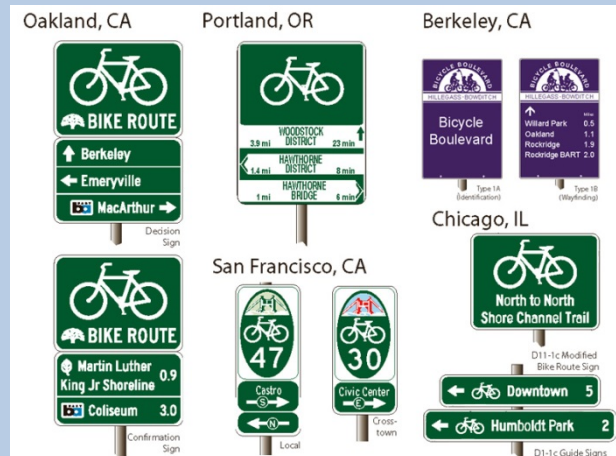 Oakland, CA
BIKE ROUTE
Berkeley
Emeryville
MacArthur
Decision
Sign
BIKE ROUTE
Martin Luther
King Jr Shoreline 0.9
Coliseum 3.0
Confirmation
Sign
Portland, OR
WOODSTOCK
DISTRICT
3.9 mi 23 min
HAWTHORNE
DISTRICT
1.4 mi 8 min
HAWTHORNE
BRIDGE
1 mi 6 min
San Francisco, CA
47
Castro
S
N
Local
30
Civic Center
E
Cross-
town
Berkeley, CA
BICYCLE BOULEVARD
HILLEGASS-BOWDITCH
Bicycle
Boulevard
Type 1A
(Identification)
BICYCLE BOULEVARD
HILLEGASS-BOWDITCH
Miles
Willard Park 0.5
Oakland 1.1
Rockridge 1.9
Rockridge BART 2.0
Type 1B
(Wayfinding)
Chicago, IL
North to North
Shore Channel Trail
D11-1c Modified
Bike Route Sign
Downtown 5
Humboldt Park 2
D1-1c Guide Signs